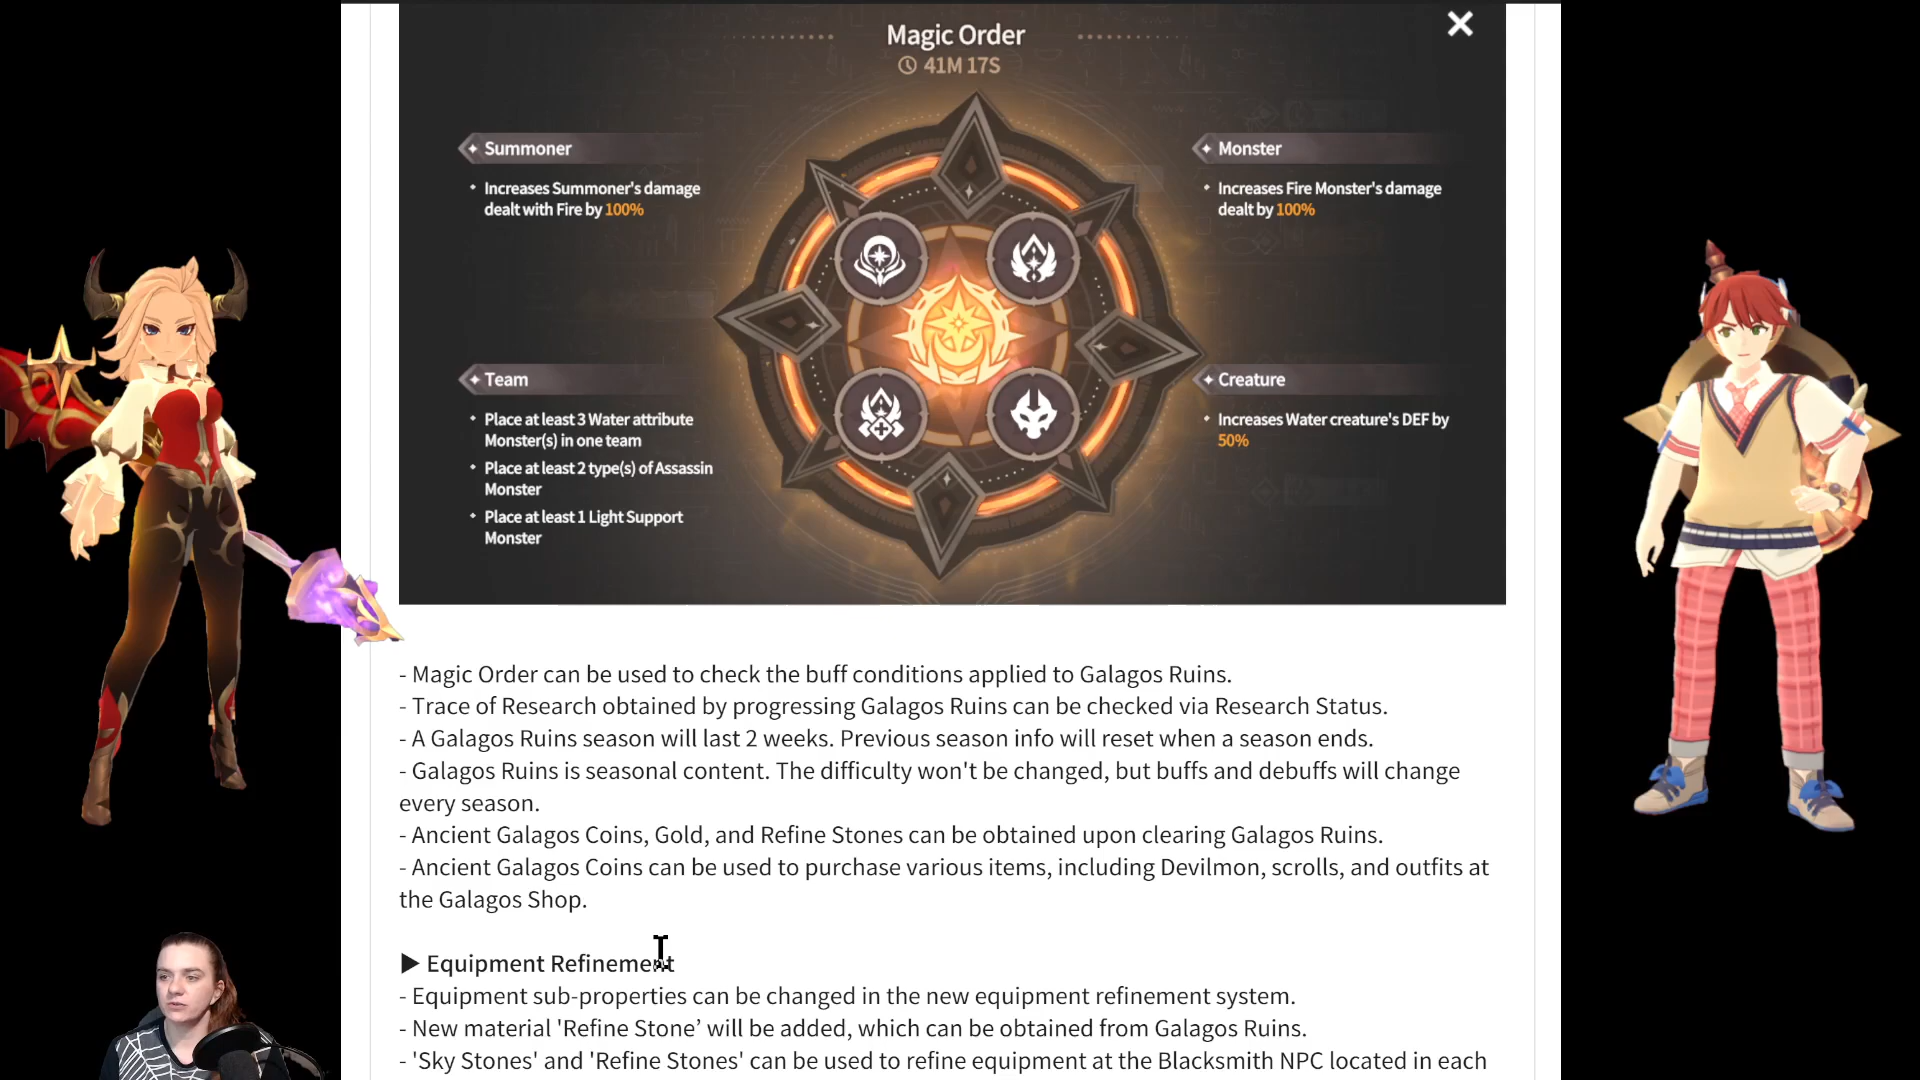 Magic Order
41M 17S
Summoner
Increases Summoner's damage
dealt with Fire by 100%
Monster
Increases Fire Monster's damage
dealt by 100%
Team
Place at least 3 Water attribute
Monster(s) in one team
Place at least 2 type(s) of Assassin
Monster
Place at least 1 Light Support
Monster
Creature
Increases Water creature's DEF by
50%
- Magic Order can be used to check the buff conditions applied to Galagos Ruins.
- Trace of Research obtained by progressing Galagos Ruins can be checked via Research Status.
- A Galagos Ruins season will last 2 weeks. Previous season info will reset when a season ends.
- Galagos Ruins is seasonal content. The difficulty won't be changed, but buffs and debuffs will change
every season.
- Ancient Galagos Coins, Gold, and Refine Stones can be obtained upon clearing Galagos Ruins.
- Ancient Galagos Coins can be used to purchase various items, including Devilmon, scrolls, and outfits at
the Galagos Shop.
▶ Equipment Refinement
- Equipment sub-properties can be changed in the new equipment refinement system.
- New material 'Refine Stone’ will be added, which can be obtained from Galagos Ruins.
- 'Sky Stones' and 'Refine Stones' can be used to refine equipment at the Blacksmith NPC located in each